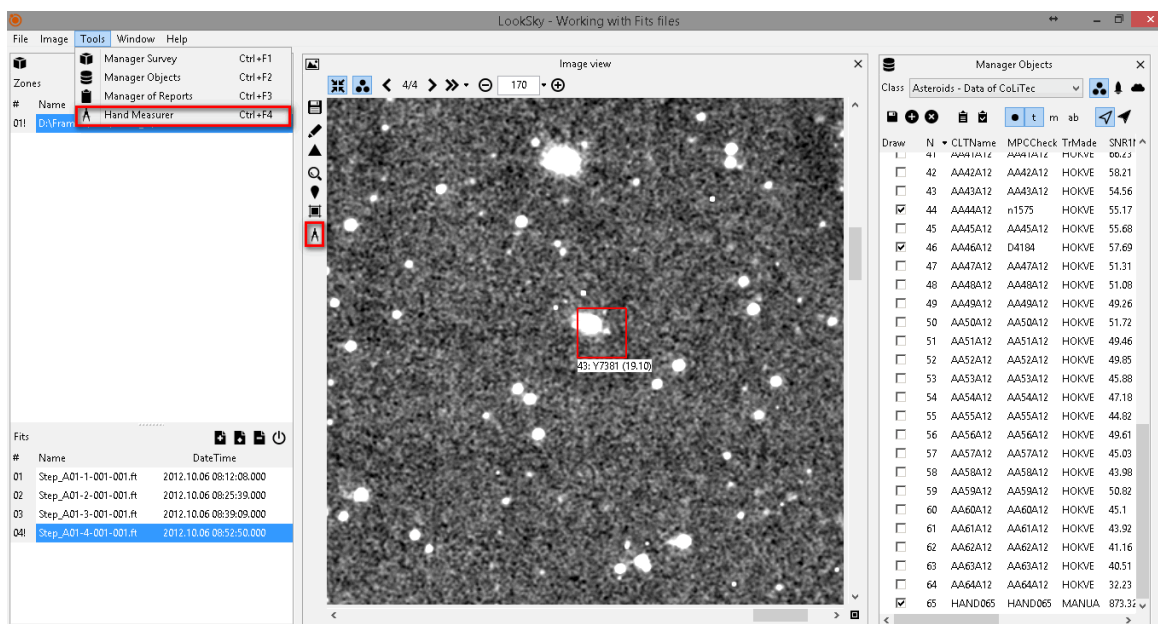 LookSky - Working with Fits files
File Image Tools Window Help
Manager Survey Ctrl+F1
Manager Objects Ctrl+F2
Manager of Reports Ctrl+F3
Hand Measurer Ctrl+F4
Zones
# Name
01! D:\Fram
Fits
# Name DateTime
01 Step_A01-1-001-001.ft 2012.10.06 08:12:08.000
02 Step_A01-2-001-001.ft 2012.10.06 08:25:39.000
03 Step_A01-3-001-001.ft 2012.10.06 08:39:09.000
04! Step_A01-4-001-001.ft 2012.10.06 08:52:50.000
Image view
4/4 170
43: Y7381 (19.10)
Manager Objects
Class Asteroids - Data of CoLiTec
t m ab
Draw N CLTName MPCCheck TrMade SNR1
41 AA41A12 AA41A12 HOKVE 66.23
42 AA42A12 AA42A12 HOKVE 58.21
43 AA43A12 AA43A12 HOKVE 54.56
44 AA44A12 n1575 HOKVE 55.17
45 AA45A12 AA45A12 HOKVE 55.68
46 AA46A12 D4184 HOKVE 57.69
47 AA47A12 AA47A12 HOKVE 51.31
48 AA48A12 AA48A12 HOKVE 51.08
49 AA49A12 AA49A12 HOKVE 49.26
50 AA50A12 AA50A12 HOKVE 51.72
51 AA51A12 AA51A12 HOKVE 49.46
52 AA52A12 AA52A12 HOKVE 49.85
53 AA53A12 AA53A12 HOKVE 45.88
54 AA54A12 AA54A12 HOKVE 47.18
55 AA55A12 AA55A12 HOKVE 44.82
56 AA56A12 AA56A12 HOKVE 49.61
57 AA57A12 AA57A12 HOKVE 45.03
58 AA58A12 AA58A12 HOKVE 43.98
59 AA59A12 AA59A12 HOKVE 50.82
60 AA60A12 AA60A12 HOKVE 45.1
61 AA61A12 AA61A12 HOKVE 43.92
62 AA62A12 AA62A12 HOKVE 41.16
63 AA63A12 AA63A12 HOKVE 40.51
64 AA64A12 AA64A12 HOKVE 32.23
65 HAND065 HAND065 MANUA 873.32